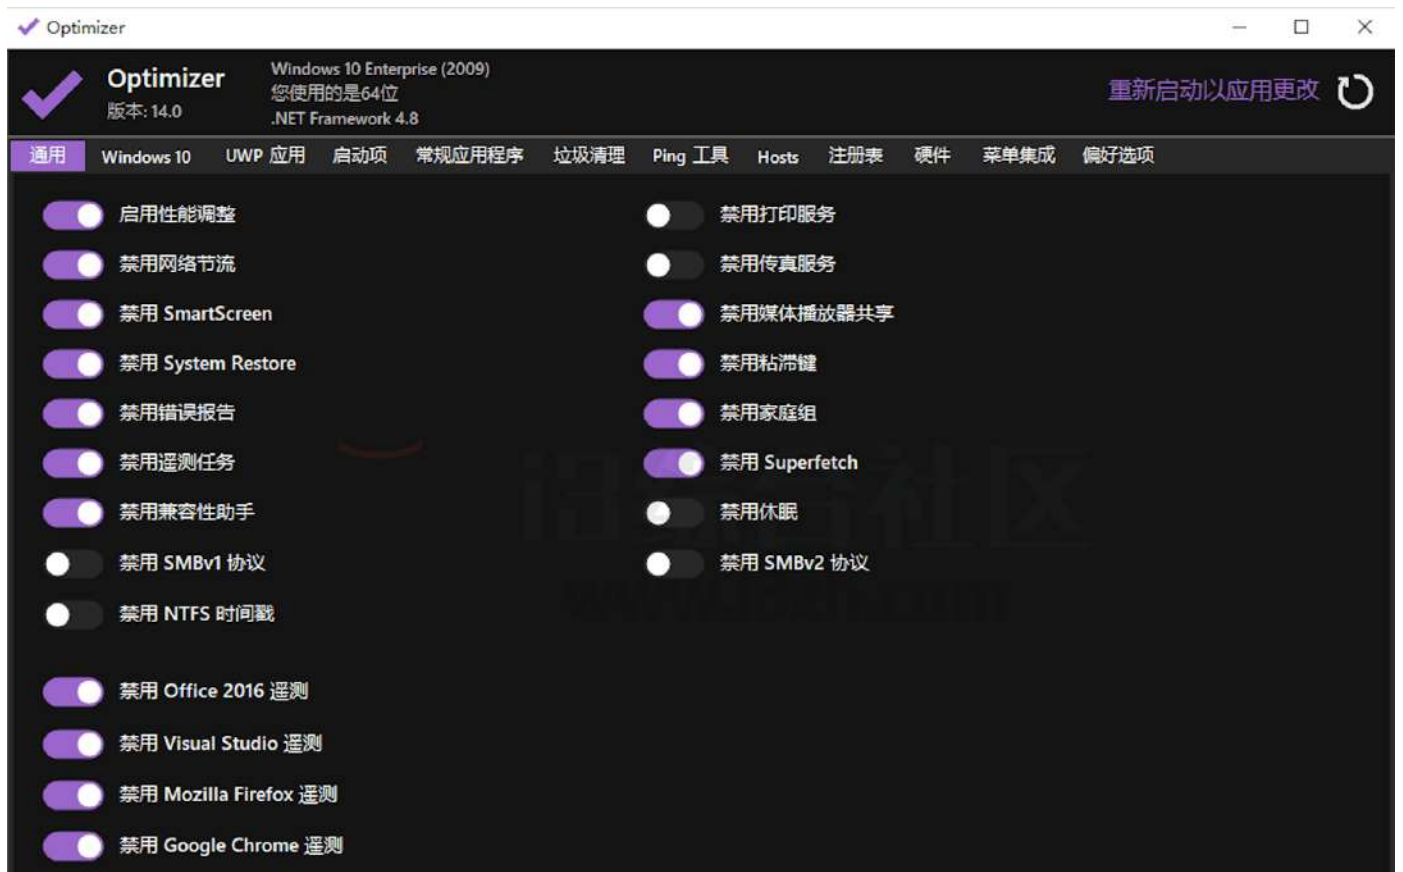 Optimizer
Optimizer
版本: 14.0
Windows 10 Enterprise (2009)
您使用的是64位
.NET Framework 4.8
重新启动以应用更改
通用 Windows 10 UWP 应用 启动项 常规应用程序 垃圾清理 Ping 工具 Hosts 注册表 硬件 菜单集成 偏好选项
启用性能调整
禁用网络节流
禁用 SmartScreen
禁用 System Restore
禁用错误报告
禁用遥测任务
禁用兼容性助手
禁用 SMBv1 协议
禁用 NTFS 时间戳
禁用打印服务
禁用传真服务
禁用媒体播放器共享
禁用粘滞键
禁用家庭组
禁用 Superfetch
禁用休眠
禁用 SMBv2 协议
禁用 Office 2016 遥测
禁用 Visual Studio 遥测
禁用 Mozilla Firefox 遥测
禁用 Google Chrome 遥测